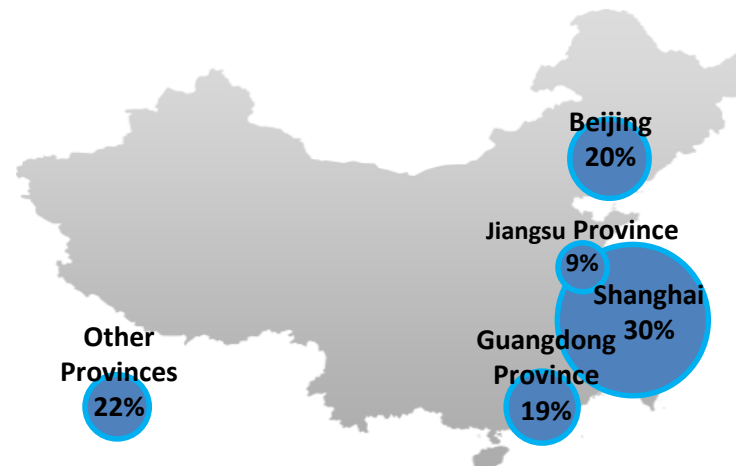 Beijing
20%
Jiangsu Province
9%
Shanghai
30%
Guangdong
Province
19%
Other
Provinces
22%